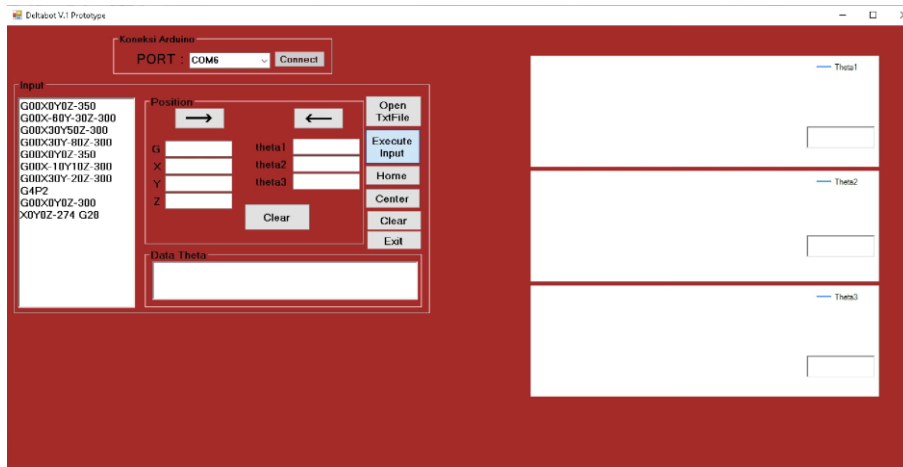 Deltabot V.1 Prototype
Koneksi Arduino
PORT : COM6 Connect
Input
G00X0Y0Z-350
G00X-60Y-30Z-300
G00X30Y50Z-300
G00X30Y-80Z-300
G00X0Y0Z-350
G00X-10Y10Z-300
G00X30Y-20Z-300
G4P2
G00X0Y0Z-300
X0Y0Z-274 G28
Position
G
X
Y
Z
theta1
theta2
theta3
Clear
Open
TxtFile
Execute
Input
Home
Center
Clear
Exit
Data Theta
Theta1
Theta2
Theta3